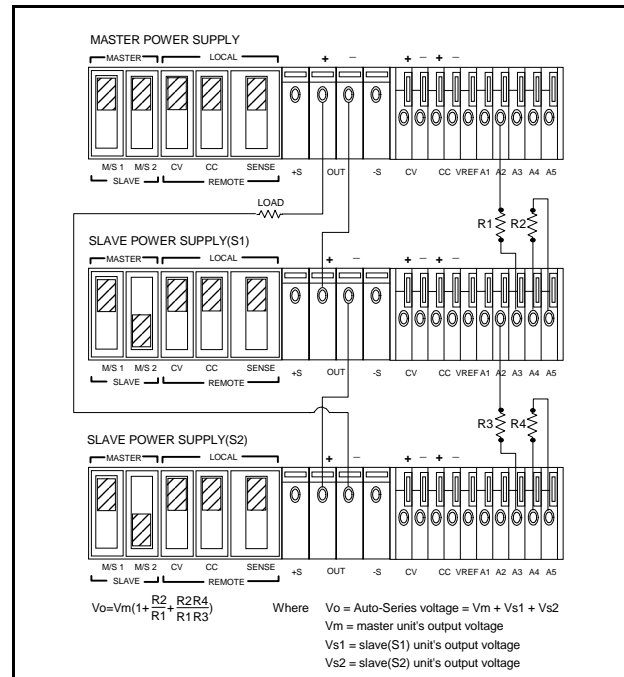 MASTER POWER SUPPLY
MASTER LOCAL + − + − + −
M/S 1 M/S 2 CV CC SENSE +S OUT -S CV CC VREF A1 A2 A3 A4 A5
SLAVE REMOTE
LOAD R1 R2
SLAVE POWER SUPPLY(S1)
MASTER LOCAL + − + − + −
M/S 1 M/S 2 CV CC SENSE +S OUT -S CV CC VREF A1 A2 A3 A4 A5
SLAVE REMOTE
R3 R4
SLAVE POWER SUPPLY(S2)
MASTER LOCAL + − + − + −
M/S 1 M/S 2 CV CC SENSE +S OUT -S CV CC VREF A1 A2 A3 A4 A5
SLAVE REMOTE
Vo=Vm(1+R2/R1+R2R4/R1R3) Where Vo = Auto-Series voltage = Vm + Vs1 + Vs2
Vm = master unit's output voltage
Vs1 = slave(S1) unit's output voltage
Vs2 = slave(S2) unit's output voltage